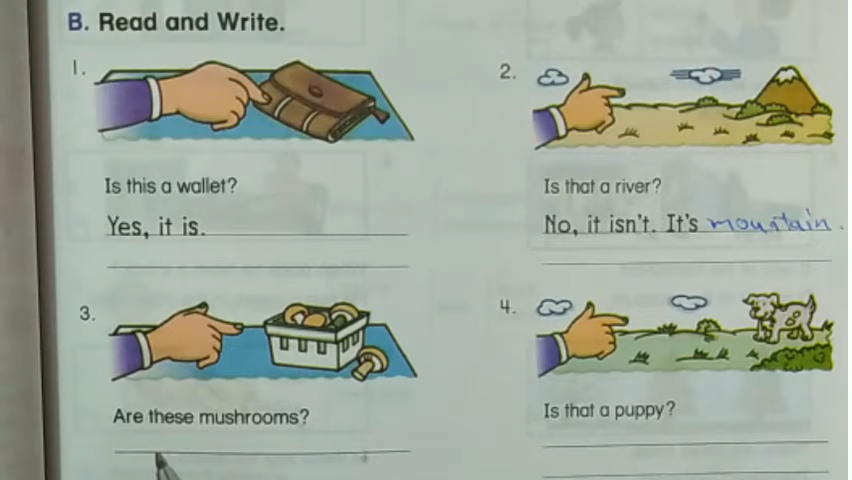 B. Read and Write.
1.
Is this a wallet?
Yes, it is.
2.
Is that a river?
No, it isn't. It's mountain.
3.
Are these mushrooms?
4.
Is that a puppy?